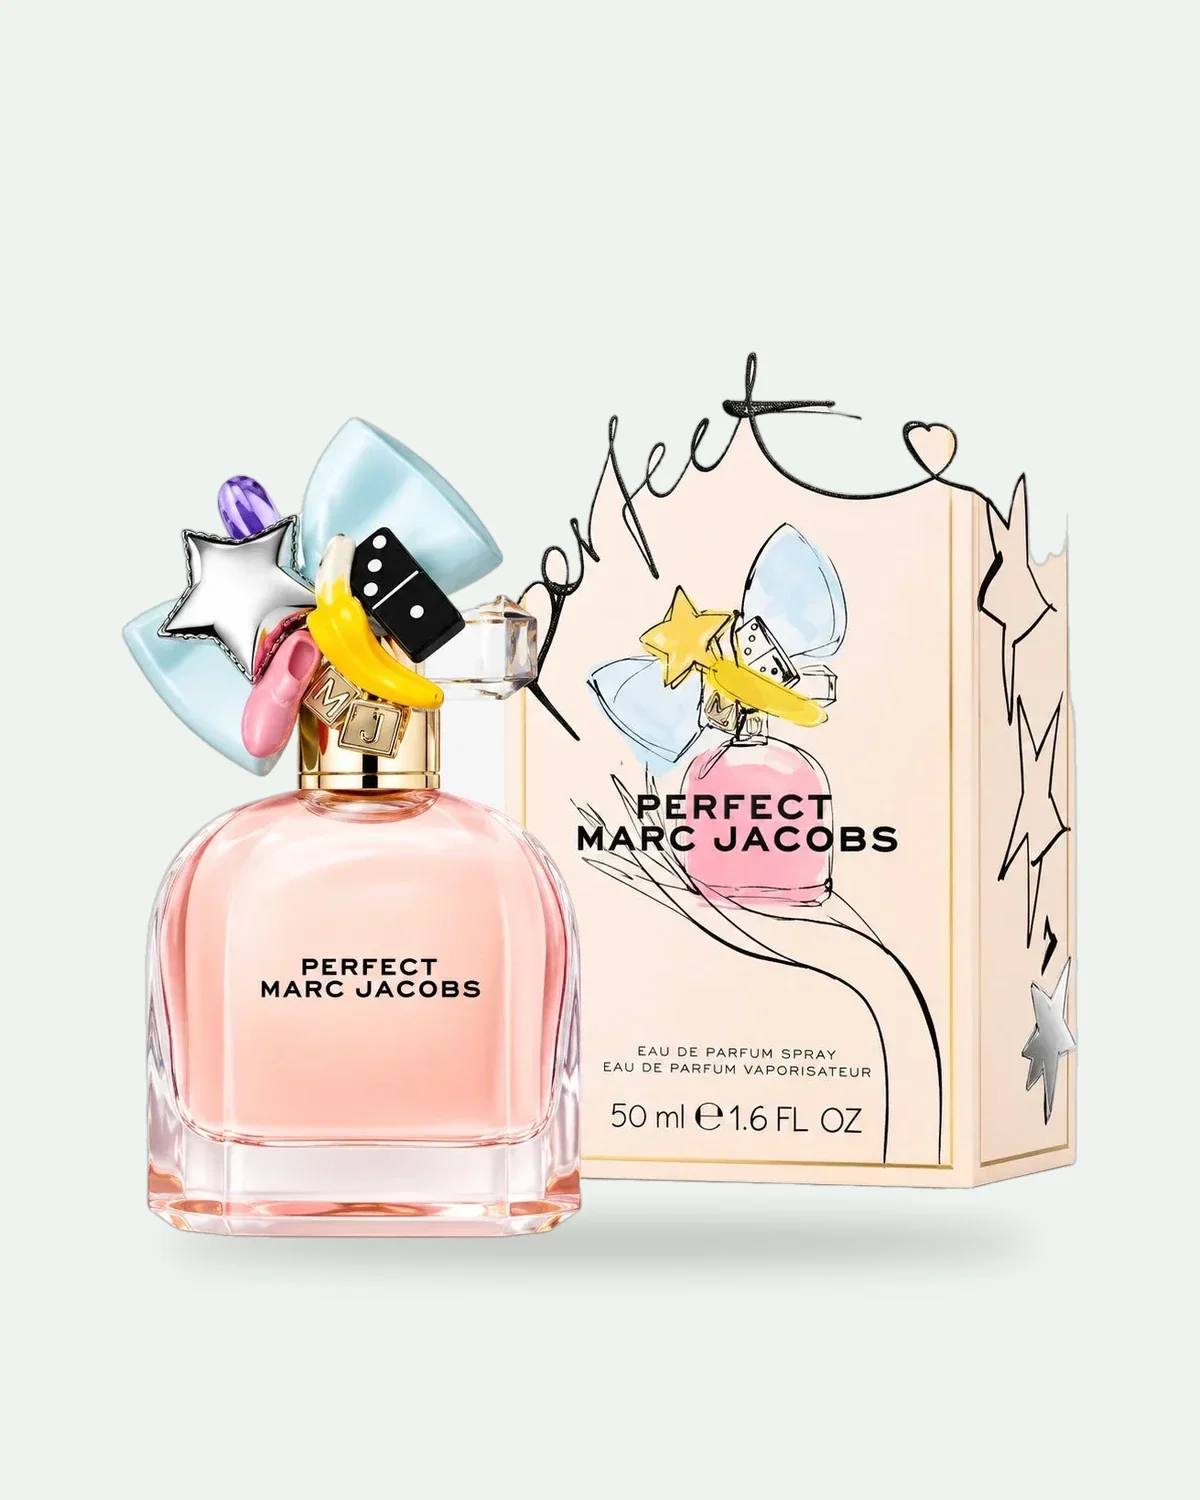 M
J
PERFECT
MARC JACOBS
perfect
M
PERFECT
MARC JACOBS
EAU DE PARFUM SPRAY
EAU DE PARFUM VAPORISATEUR
50 ml ℮ 1.6 FL OZ